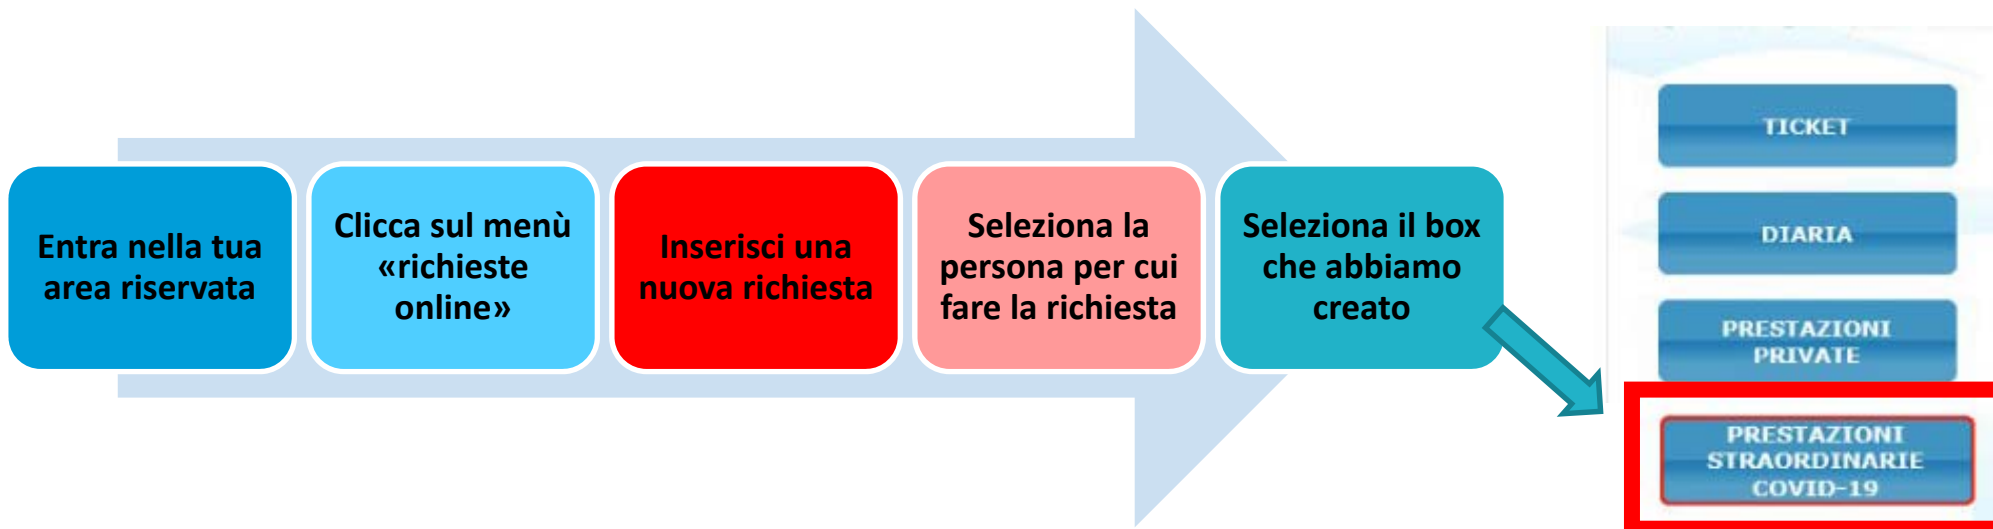 Entra nella tua
area riservata
Clicca sul menù
«richieste
online»
Inserisci una
nuova richiesta
Seleziona la
persona per cui
fare la richiesta
Seleziona il box
che abbiamo
creato
TICKET
DIARIA
PRESTAZIONI
PRIVATE
PRESTAZIONI
STRAORDINARIE
COVID-19